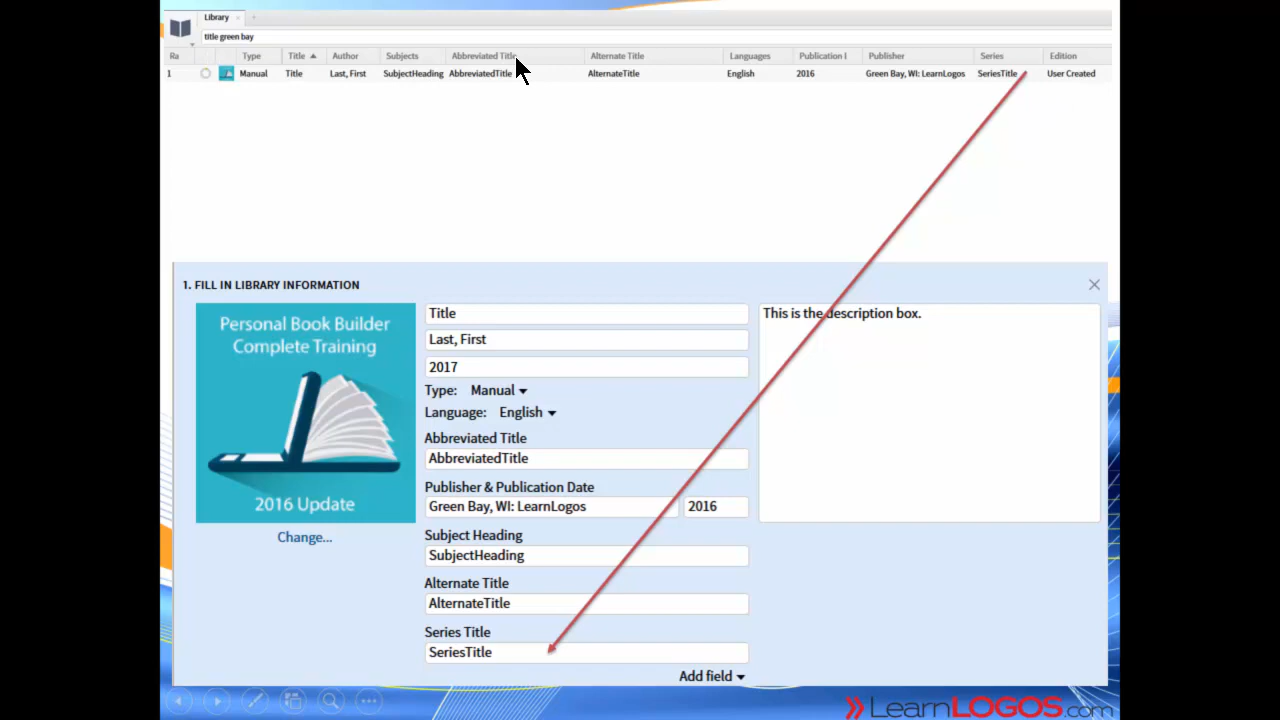 Library
title green bay
Ra Type Title Author Subjects Abbreviated Title Alternate Title Languages Publication I Publisher Series Edition
1 Manual Title Last, First SubjectHeading AbbreviatedTitle AlternateTitle English 2016 Green Bay, WI: LearnLogos SeriesTitle User Created
1. FILL IN LIBRARY INFORMATION
Personal Book Builder
Complete Training
2016 Update
Change...
Title
Last, First
2017
Type: Manual
Language: English
Abbreviated Title
AbbreviatedTitle
Publisher & Publication Date
Green Bay, WI: LearnLogos 2016
Subject Heading
SubjectHeading
Alternate Title
AlternateTitle
Series Title
SeriesTitle
Add field
This is the description box.
LearnLOGOS.com